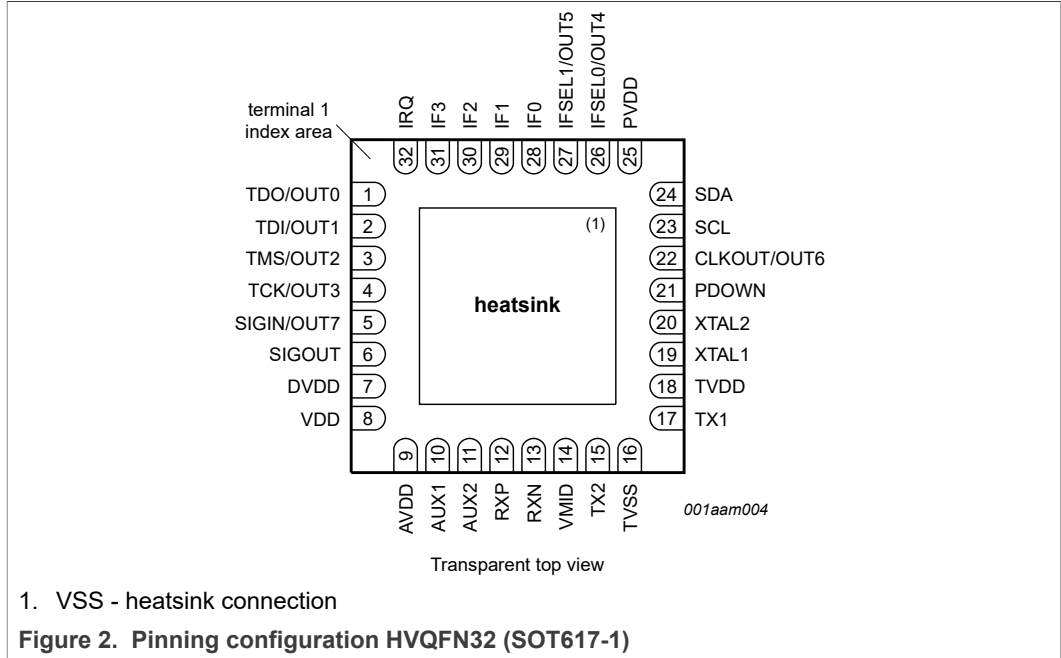 terminal 1
index area
IRQ
IF3
IF2
IF1
IF0
IFSEL1/OUT5
IFSEL0/OUT4
PVDD
32
31
30
29
28
27
26
25
TDO/OUT0 1
TDI/OUT1 2
TMS/OUT2 3
TCK/OUT3 4
SIGIN/OUT7 5
SIGOUT 6
DVDD 7
VDD 8
(1)
heatsink
24 SDA
23 SCL
22 CLKOUT/OUT6
21 PDOWN
20 XTAL2
19 XTAL1
18 TVDD
17 TX1
9
10
11
12
13
14
15
16
AVDD
AUX1
AUX2
RXP
RXN
VMID
TX2
TVSS
001aam004
Transparent top view
1. VSS - heatsink connection
Figure 2. Pinning configuration HVQFN32 (SOT617-1)